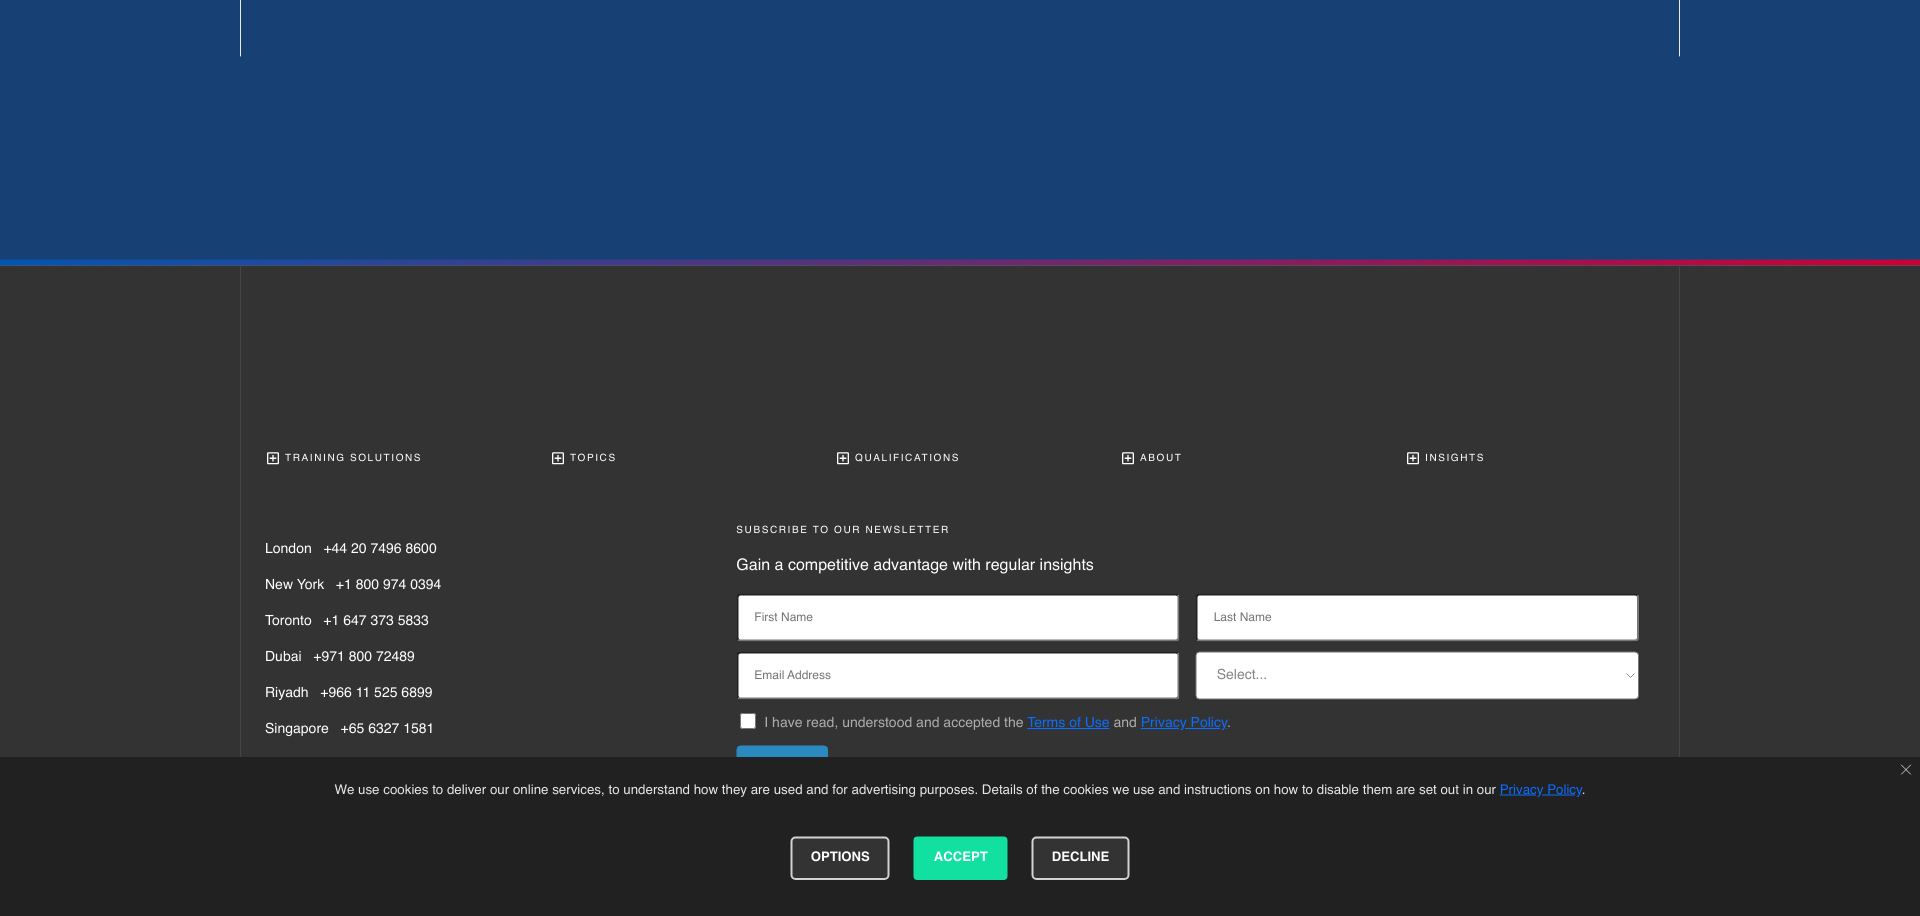 TRAINING SOLUTIONS
TOPICS
QUALIFICATIONS
ABOUT
INSIGHTS
London +44 20 7496 8600
New York +1 800 974 0394
Toronto +1 647 373 5833
Dubai +971 800 72489
Riyadh +966 11 525 6899
Singapore +65 6327 1581
SUBSCRIBE TO OUR NEWSLETTER
Gain a competitive advantage with regular insights
First Name
Last Name
Email Address
Select...
I have read, understood and accepted the Terms of Use and Privacy Policy.
We use cookies to deliver our online services, to understand how they are used and for advertising purposes. Details of the cookies we use and instructions on how to disable them are set out in our Privacy Policy.
OPTIONS
ACCEPT
DECLINE